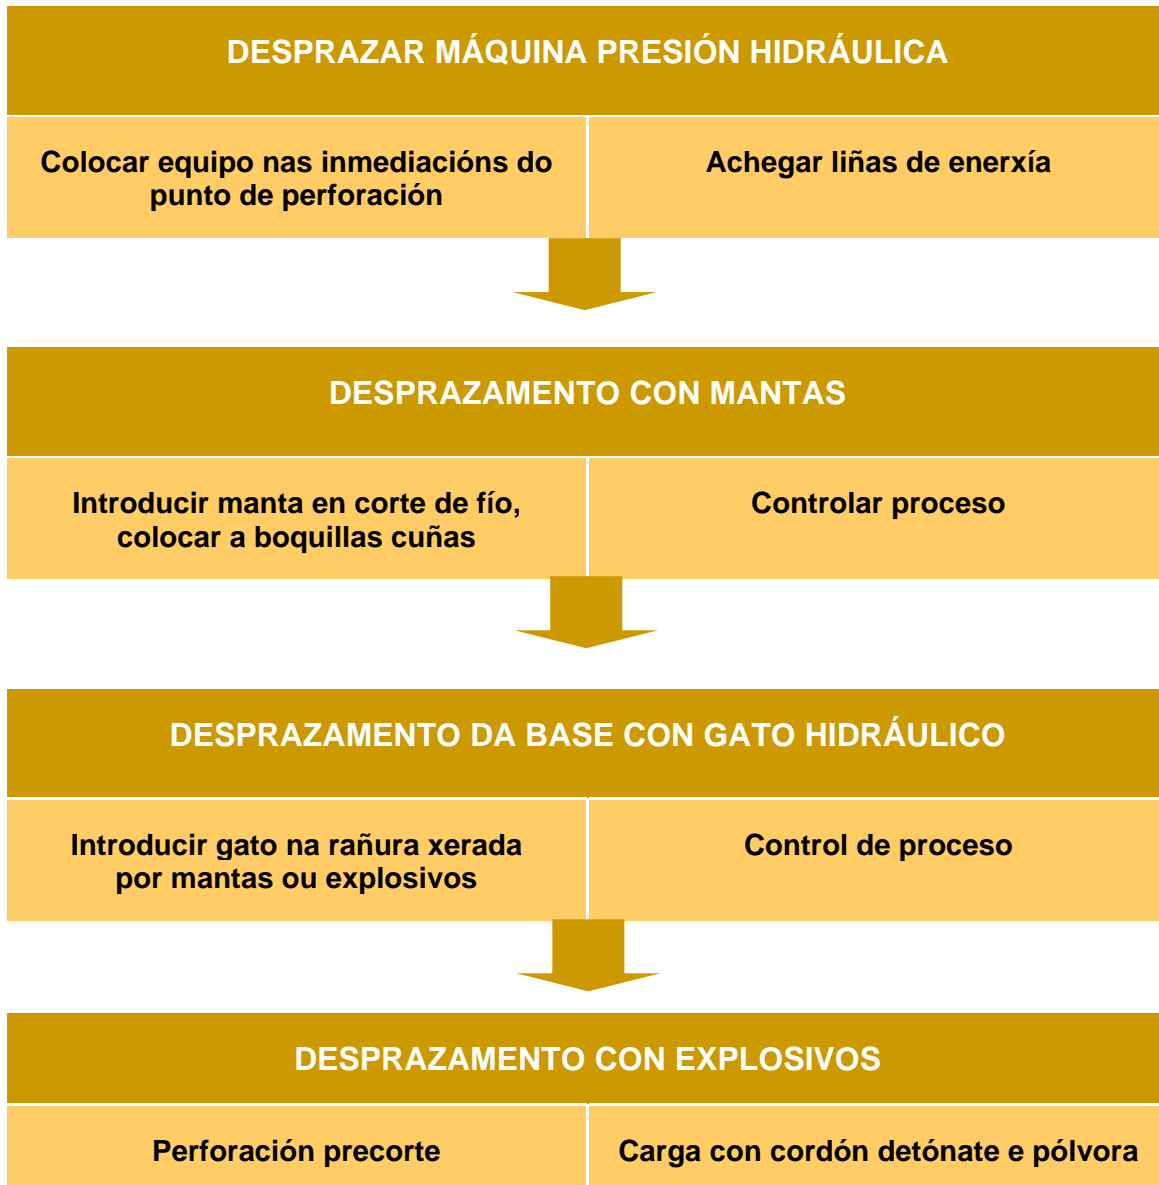 DESPRAZAR MÁQUINA PRESIÓN HIDRÁULICA
Colocar equipo nas inmediacións do
punto de perforación
Achegar liñas de enerxía
DESPRAZAMENTO CON MANTAS
Introducir manta en corte de fío,
colocar a boquillas cuñas
Controlar proceso
DESPRAZAMENTO DA BASE CON GATO HIDRÁULICO
Introducir gato na rañura xerada
por mantas ou explosivos
Control de proceso
DESPRAZAMENTO CON EXPLOSIVOS
Perforación precorte
Carga con cordón detónate e pólvora